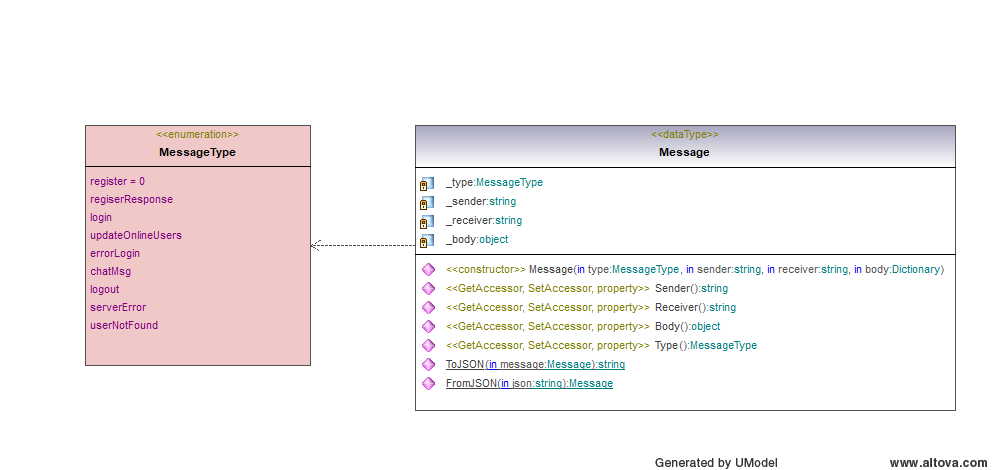 <<enumeration>>
MessageType
register = 0
regiserResponse
login
updateOnlineUsers
errorLogin
chatMsg
logout
serverError
userNotFound
<<dataType>>
Message
_type:MessageType
_sender:string
_receiver:string
_body:object
<<constructor>> Message(in type:MessageType, in sender:string, in receiver:string, in body:Dictionary)
<<GetAccessor, SetAccessor, property>> Sender():string
<<GetAccessor, SetAccessor, property>> Receiver():string
<<GetAccessor, SetAccessor, property>> Body():object
<<GetAccessor, SetAccessor, property>> Type():MessageType
ToJSON(in message:Message):string
FromJSON(in json:string):Message
Generated by UModel www.altova.com